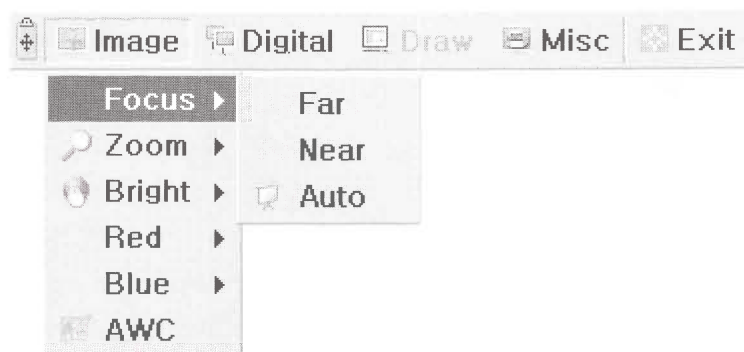 Image Digital Draw Misc Exit
Focus Far
Zoom Near
Bright Auto
Red
Blue
AWC